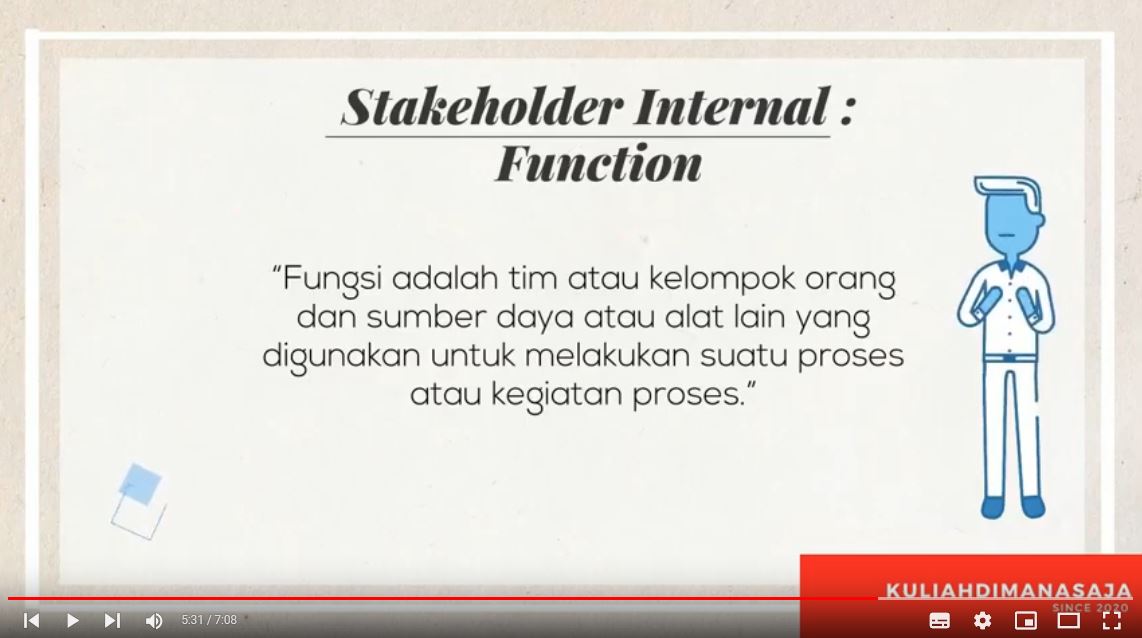 Stakeholder Internal :
Function
“Fungsi adalah tim atau kelompok orang
dan sumber daya atau alat lain yang
digunakan untuk melakukan suatu proses
atau kegiatan proses.”
KULIAHDIMANASAJA
SINCE 2020
5:31 / 7:08